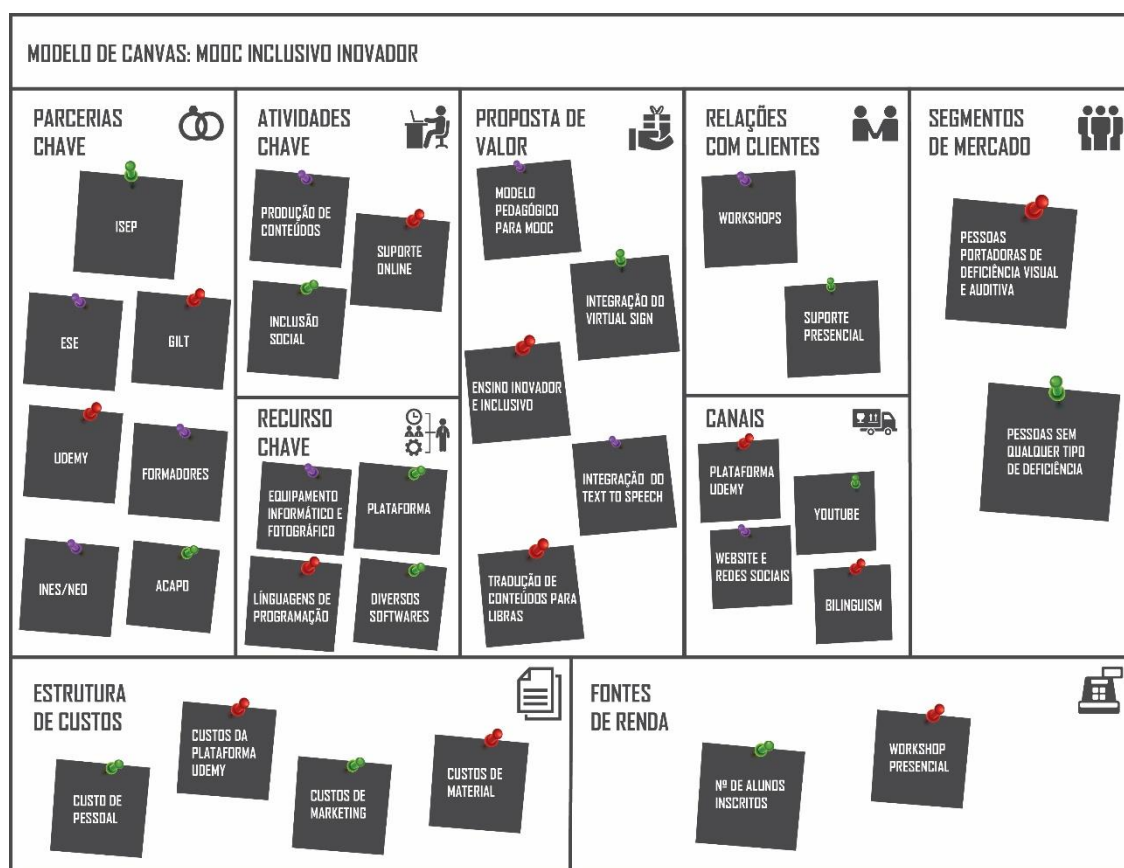 MODELO DE CANVAS: MOOC INCLUSIVO INOVADOR
PARCERIAS
CHAVE
ISEP
ESE
GILT
UDEMY
FORMADORES
INES/NEO
ACAPO
ATIVIDADES
CHAVE
PRODUÇÃO DE
CONTEÚDOS
SUPORTE
ONLINE
INCLUSÃO
SOCIAL
RECURSO
CHAVE
EQUIPAMENTO
INFORMÁTICO E
FOTOGRÁFICO
PLATAFORMA
LÍNGUAGENS DE
PROGRAMAÇÃO
DIVERSOS
SOFTWARES
PROPOSTA DE
VALOR
MODELO
PEDAGÓGICO
PARA MOOC
INTEGRAÇÃO DO
VIRTUAL SIGN
ENSINO INOVADOR
E INCLUSIVO
INTEGRAÇÃO DO
TEXT TO SPEECH
TRADUÇÃO DE
CONTEÚDOS PARA
LIBRAS
RELAÇÕES
COM CLIENTES
WORKSHOPS
SUPORTE
PRESENCIAL
CANAIS
PLATAFORMA
UDEMY
YOUTUBE
WEBSITE E
REDES SOCIAIS
BILINGUISM
SEGMENTOS
DE MERCADO
PESSOAS
PORTADORAS DE
DEFICIÊNCIA VISUAL
E AUDITIVA
PESSOAS SEM
QUALQUER TIPO
DE DEFICIÊNCIA
ESTRUTURA
DE CUSTOS
CUSTO DE
PESSOAL
CUSTOS DA
PLATAFORMA
UDEMY
CUSTOS DE
MARKETING
CUSTOS DE
MATERIAL
FONTES
DE RENDA
Nº DE ALUNOS
INSCRITOS
WORKSHOP
PRESENCIAL